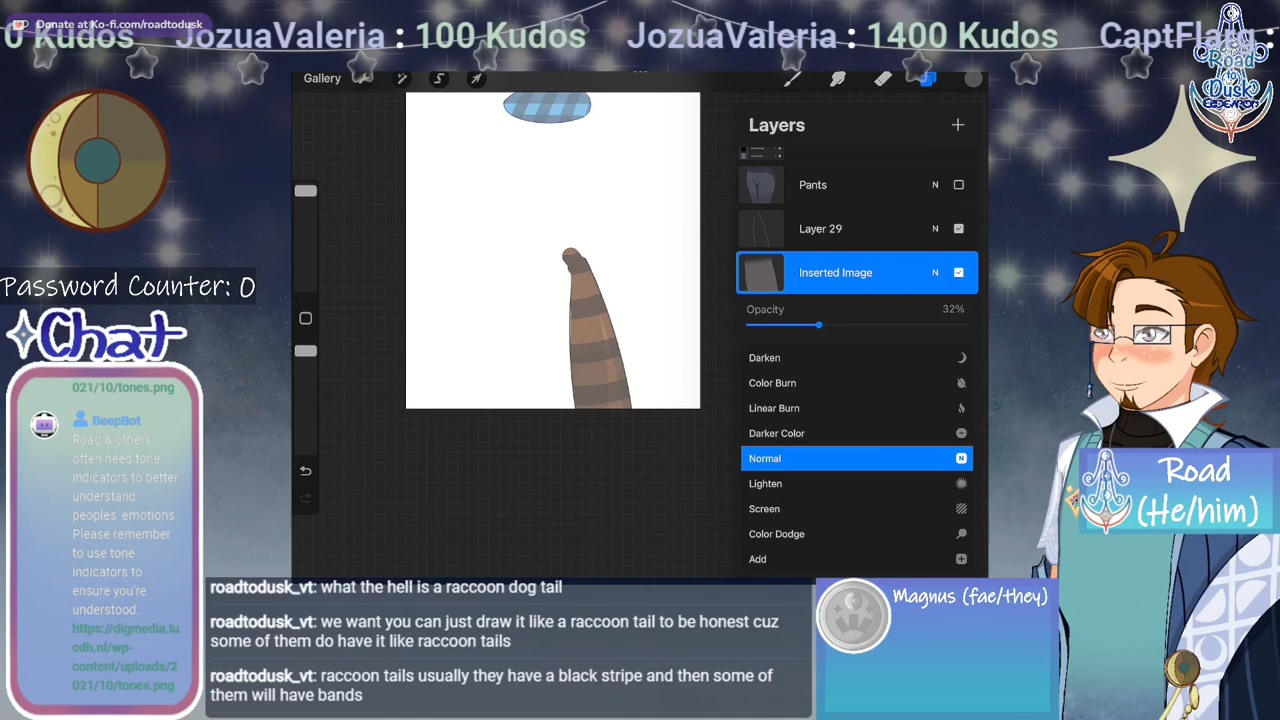 Donate at Ko-fi.com/roadtodusk
0 Kudos JozuaValeria : 100 Kudos JozuaValeria : 1400 Kudos CaptFlarg :
Road
to
Dusk
Gallery
Layers
Pants N
Layer 29 N
Inserted Image N
Opacity 32%
Darken
Color Burn
Linear Burn
Darker Color
Normal N
Lighten
Screen
Color Dodge
Add
Password Counter: 0
Chat
021/10/tones.png
BeepBot
Road & others
often need tone
indicators to better
understand
peoples' emotions.
Please remember
to use tone
indicators to
ensure you're
understood.
https://digmedia.lu
cdh.nl/wp-
content/uploads/2
021/10/tones.png
roadtodusk_vt: what the hell is a raccoon dog tail
roadtodusk_vt: we want you can just draw it like a raccoon tail to be honest cuz
some of them do have it like raccoon tails
roadtodusk_vt: raccoon tails usually they have a black stripe and then some of
them will have bands
Magnus (fae/they)
Road
(He/him)